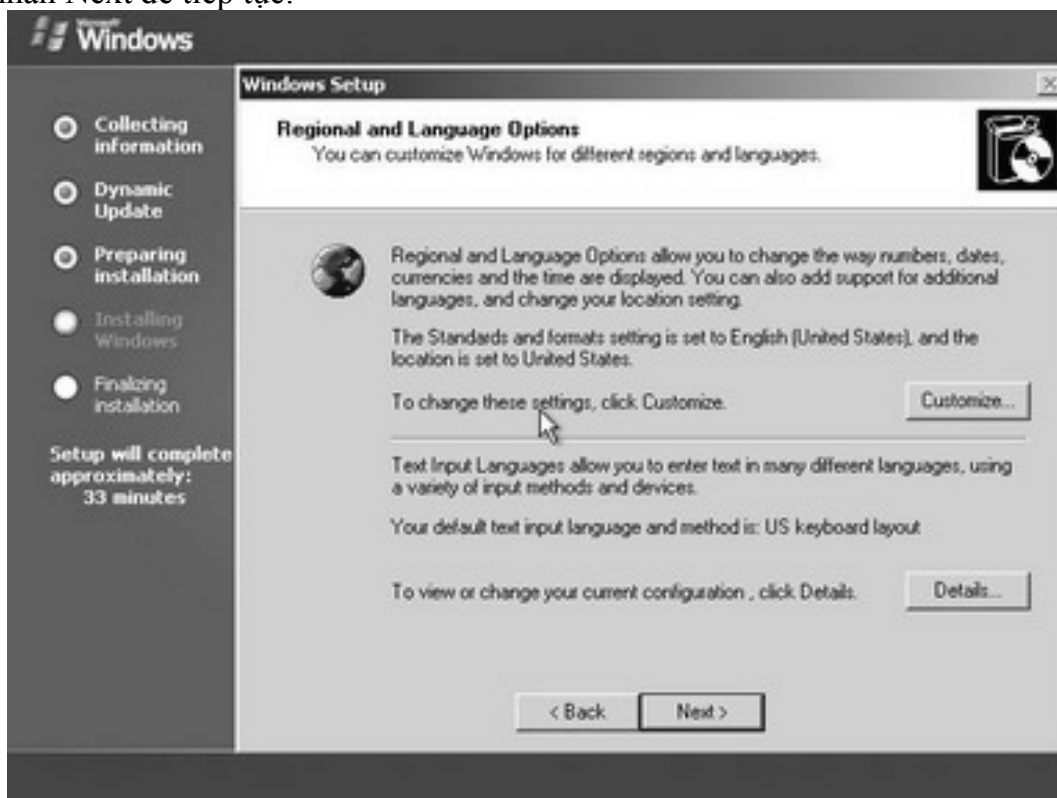 nhấn Next để tiếp tục.
Microsoft
Windows
Windows Setup
Collecting
information
Dynamic
Update
Preparing
installation
Installing
Windows
Finalizing
installation
Setup will complete
approximately:
33 minutes
Regional and Language Options
You can customize Windows for different regions and languages.
Regional and Language Options allow you to change the way numbers, dates,
currencies and the time are displayed. You can also add support for additional
languages, and change your location setting.
The Standards and formats setting is set to English (United States), and the
location is set to United States.
To change these settings, click Customize.
Customize...
Text Input Languages allow you to enter text in many different languages, using
a variety of input methods and devices.
Your default text input language and method is: US keyboard layout
To view or change your current configuration , click Details.
Details...
< Back
Next >